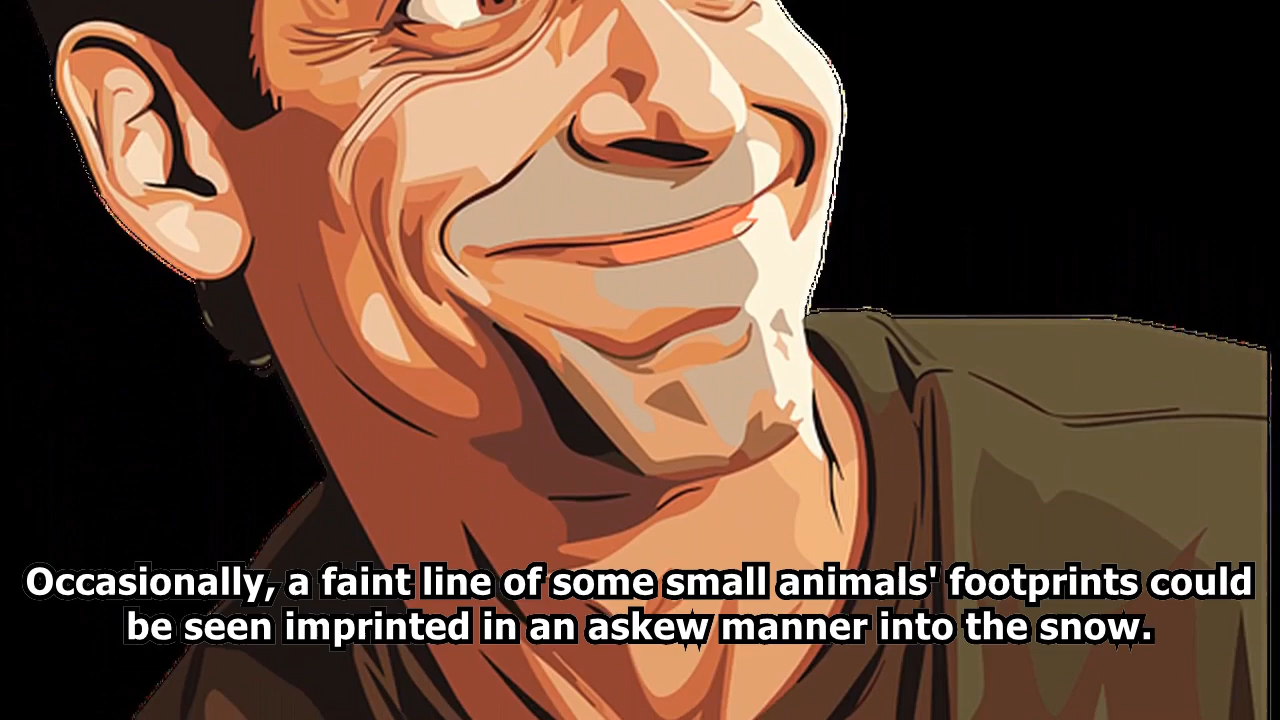 Occasionally, a faint line of some small animals' footprints could
be seen imprinted in an askew manner into the snow.